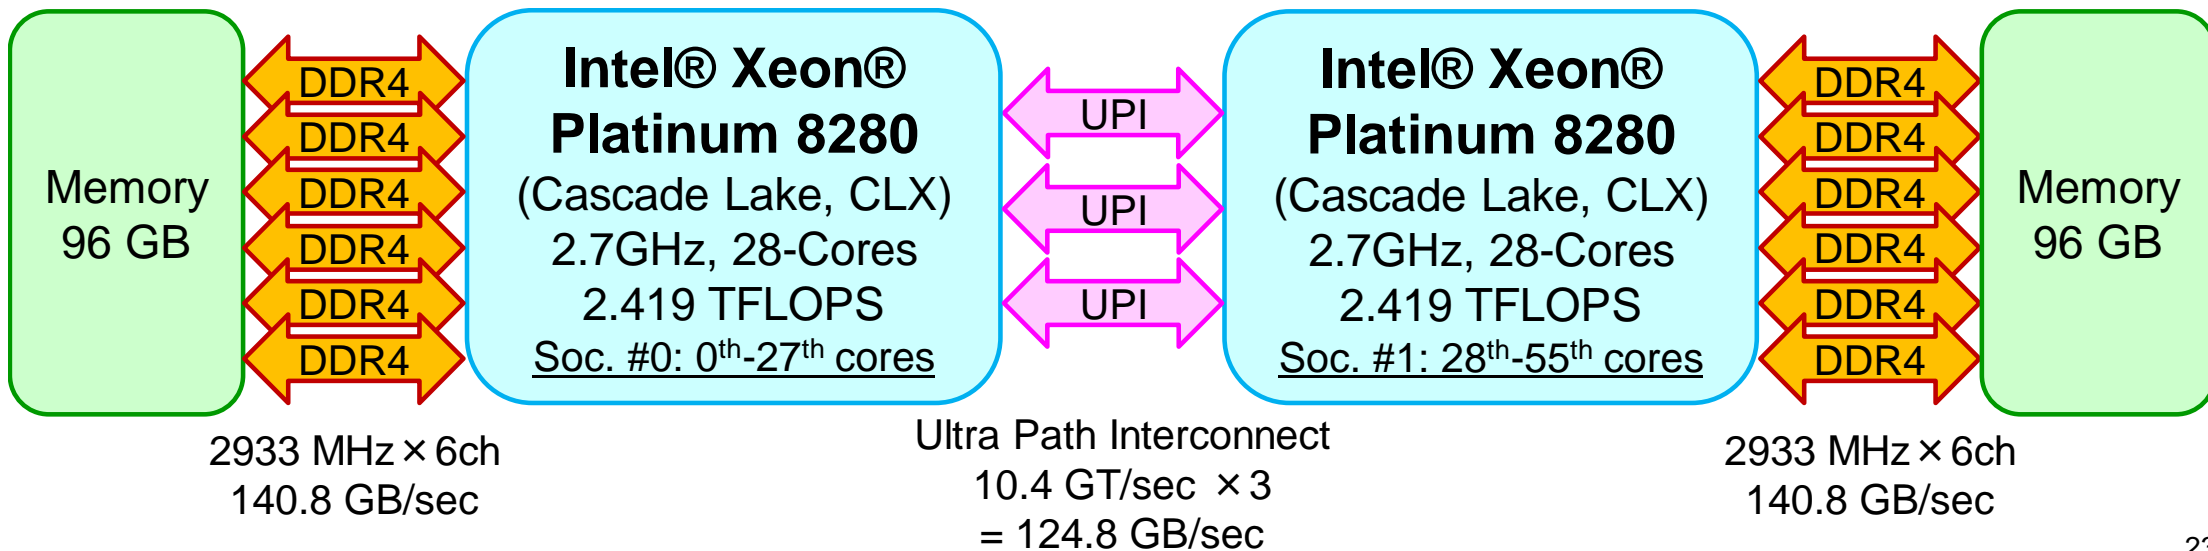 Memory
96 GB
DDR4
DDR4
DDR4
DDR4
DDR4
DDR4
Intel® Xeon®
Platinum 8280
(Cascade Lake, CLX)
2.7GHz, 28-Cores
2.419 TFLOPS
Soc. #0: 0th-27th cores
UPI
UPI
UPI
Intel® Xeon®
Platinum 8280
(Cascade Lake, CLX)
2.7GHz, 28-Cores
2.419 TFLOPS
Soc. #1: 28th-55th cores
DDR4
DDR4
DDR4
DDR4
DDR4
DDR4
Memory
96 GB
2933 MHz×6ch
140.8 GB/sec
Ultra Path Interconnect
10.4 GT/sec ×3
= 124.8 GB/sec
2933 MHz×6ch
140.8 GB/sec